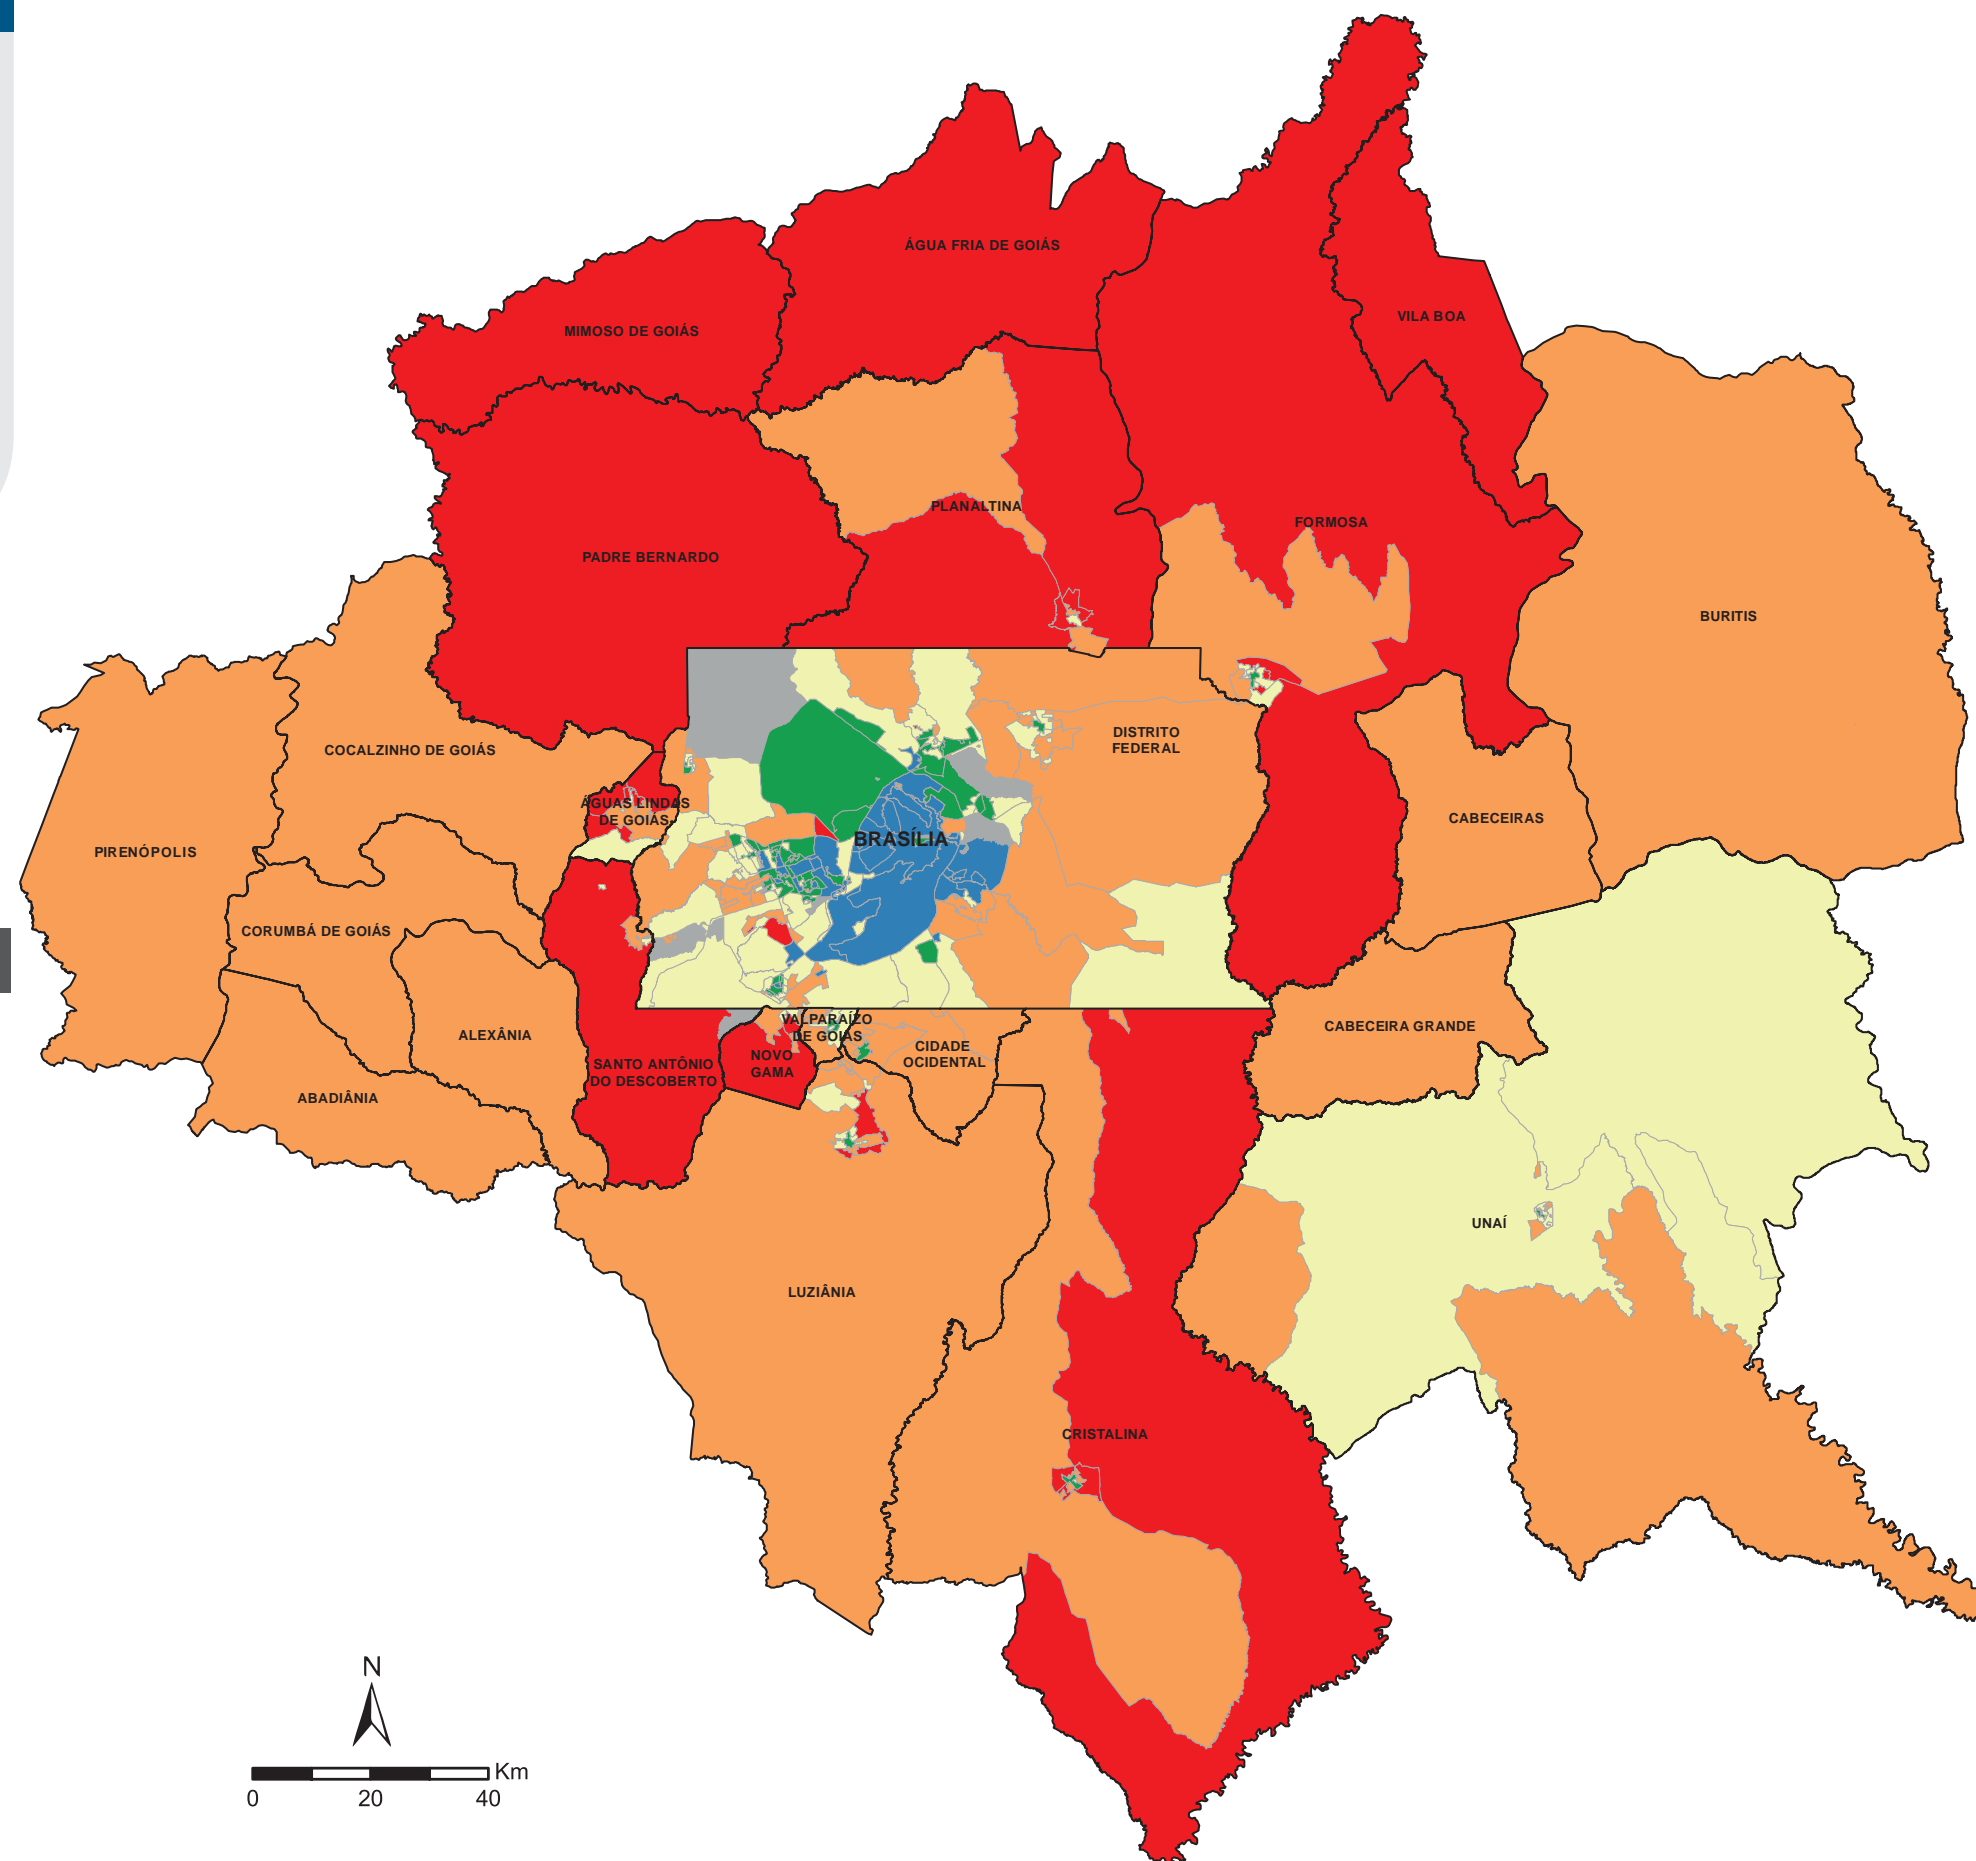 ÁGUA FRIA DE GOIÁS
MIMOSO DE GOIÁS
VILA BOA
PLANALTINA
FORMOSA
PADRE BERNARDO
BURITIS
DISTRITO
FEDERAL
COCALZINHO DE GOIÁS
ÁGUAS LINDAS
DE GOIÁS
CABECEIRAS
BRASÍLIA
PIRENÓPOLIS
CORUMBÁ DE GOIÁS
VALPARAÍZO
DE GOIÁS
CABECEIRA GRANDE
ALEXÂNIA
CIDADE
OCIDENTAL
NOVO
GAMA
SANTO ANTÔNIO
DO DESCOBERTO
ABADIÂNIA
UNAÍ
LUZIÂNIA
CRISTALINA
N
Km
0 20 40